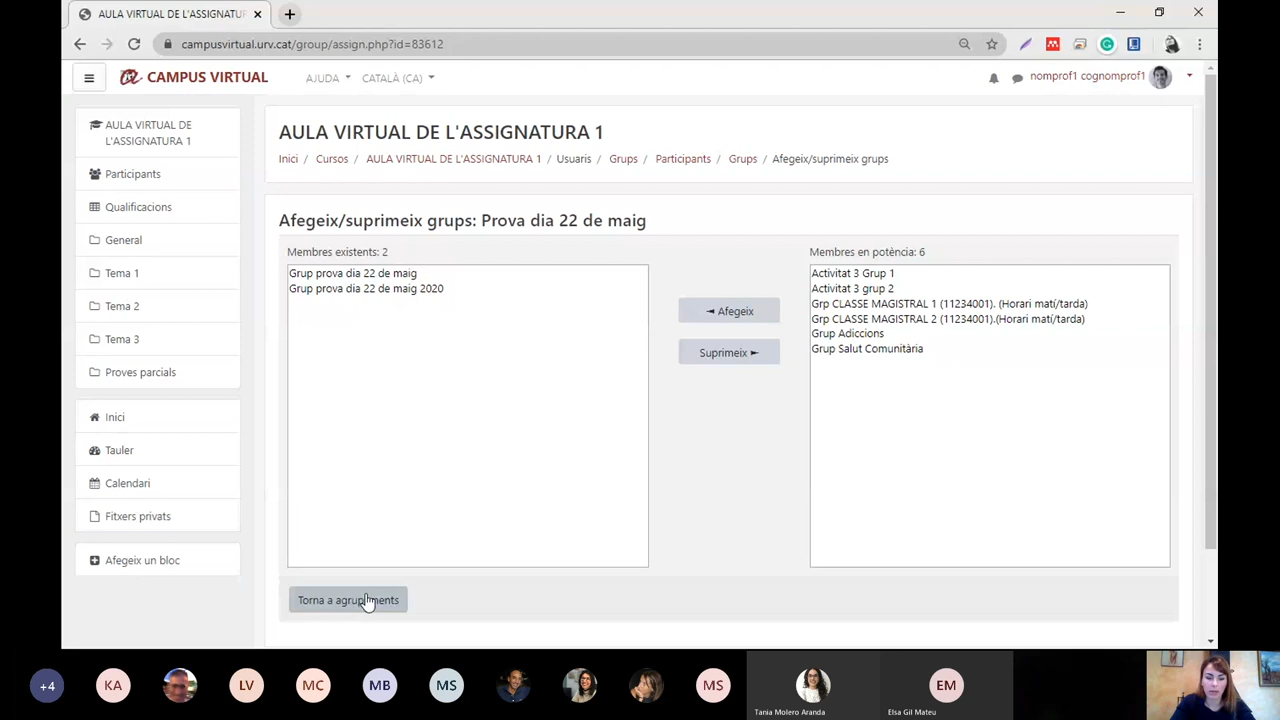 AULA VIRTUAL DE L'ASSIGNATUR
campusvirtual.urv.cat/group/assign.php?id=83612
CAMPUS VIRTUAL
AJUDA
CATALÀ (CA)
nomprof1 cognomprof1
AULA VIRTUAL DE
L'ASSIGNATURA 1
Participants
Qualificacions
General
Tema 1
Tema 2
Tema 3
Proves parcials
Inici
Tauler
Calendari
Fitxers privats
Afegeix un bloc
AULA VIRTUAL DE L'ASSIGNATURA 1
Inici / Cursos / AULA VIRTUAL DE L'ASSIGNATURA 1 / Usuaris / Grups / Participants / Grups / Afegeix/suprimeix grups
Afegeix/suprimeix grups: Prova dia 22 de maig
Membres existents: 2
Grup prova dia 22 de maig
Grup prova dia 22 de maig 2020
◄ Afegeix
Suprimeix ►
Membres en potència: 6
Activitat 3 Grup 1
Activitat 3 grup 2
Grp CLASSE MAGISTRAL 1 (11234001). (Horari matí/tarda)
Grp CLASSE MAGISTRAL 2 (11234001).(Horari matí/tarda)
Grup Adiccions
Grup Salut Comunitària
Torna a agrupaments
+4
KA
LV
MC
MB
MS
MS
Tania Molero Aranda
EM
Elsa Gil Mateu